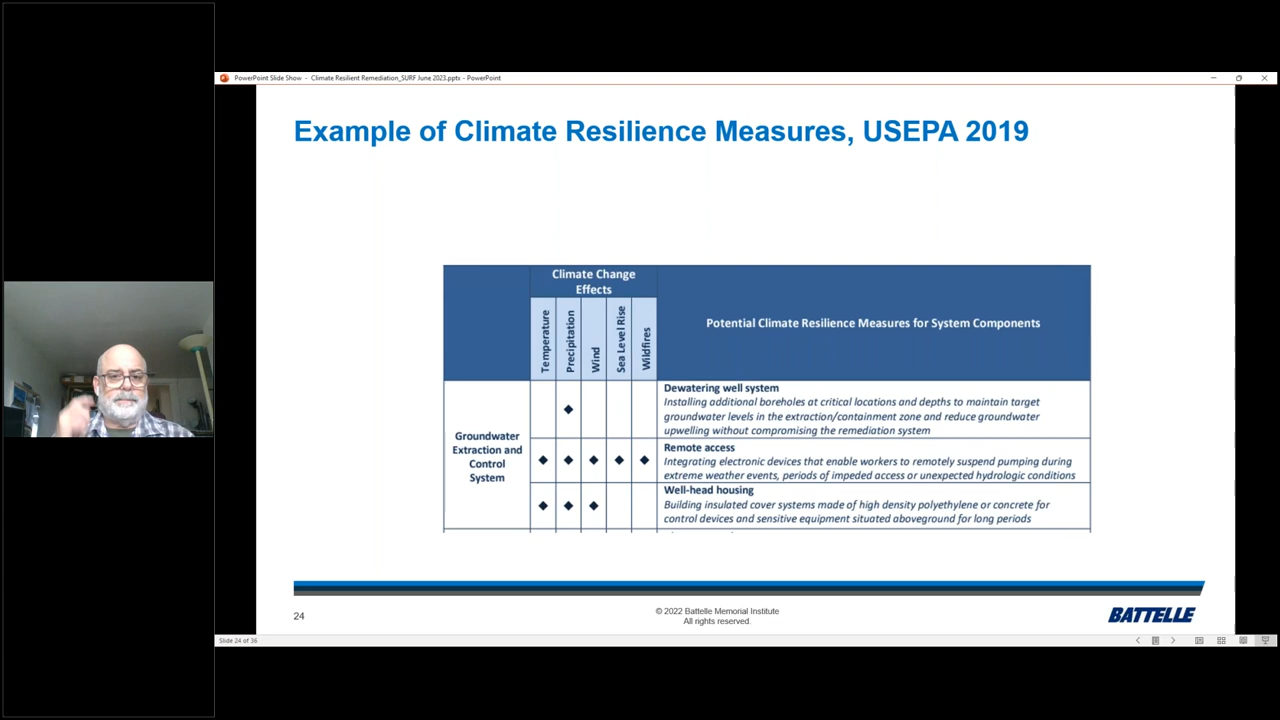 PowerPoint Slide Show - Climate Resilient Remediation_SURF June 2023.pptx - PowerPoint
Example of Climate Resilience Measures, USEPA 2019
Climate Change
Effects
Temperature
Precipitation
Wind
Sea Level Rise
Wildfires
Potential Climate Resilience Measures for System Components
Groundwater
Extraction and
Control
System
Dewatering well system
Installing additional boreholes at critical locations and depths to maintain target
groundwater levels in the extraction/containment zone and reduce groundwater
upwelling without compromising the remediation system
Remote access
Integrating electronic devices that enable workers to remotely suspend pumping during
extreme weather events, periods of impeded access or unexpected hydrologic conditions
Well-head housing
Building insulated cover systems made of high density polyethylene or concrete for
control devices and sensitive equipment situated aboveground for long periods
24
© 2022 Battelle Memorial Institute
All rights reserved.
BATTELLE
Slide 24 of 36